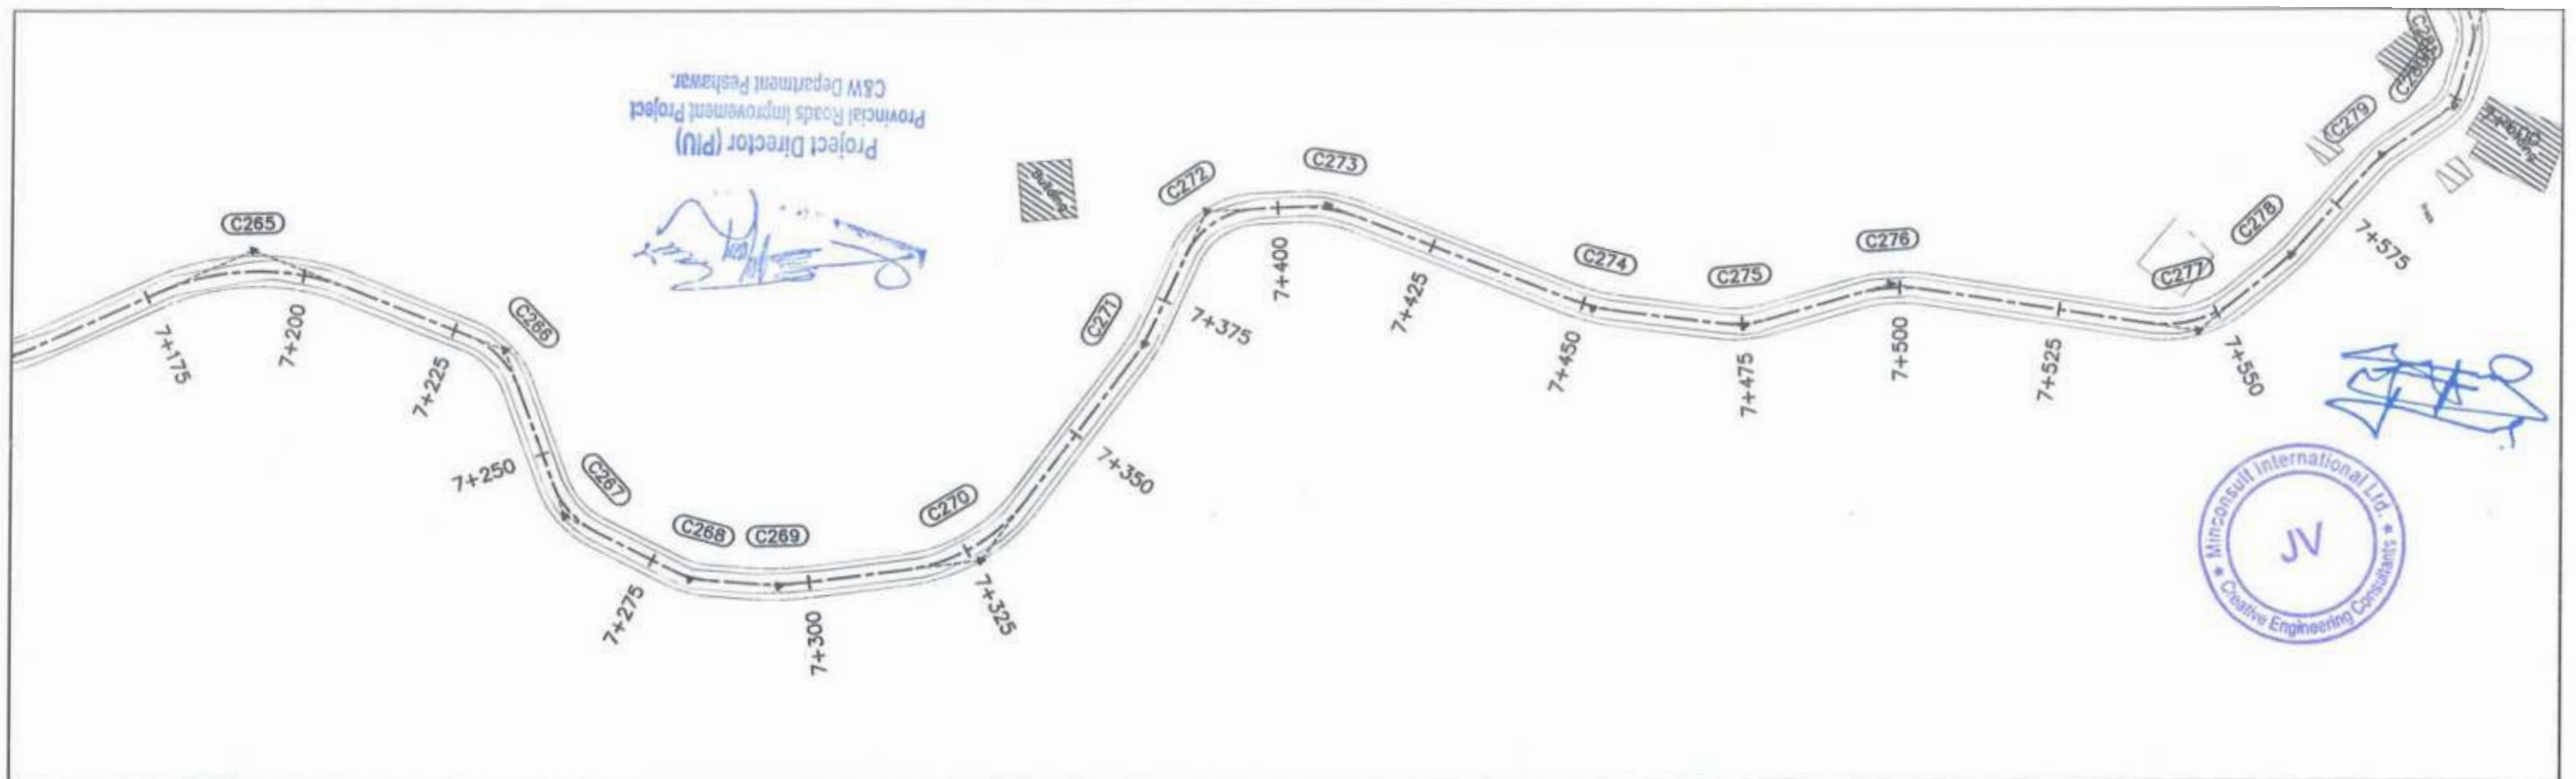 Project Director (PIU)
Provincial Roads Improvement Project
C&W Department Peshawar.
C265
C266
C267
C268
C269
C270
C271
C272
C273
C274
C275
C276
C277
C278
C279
C280
7+175
7+200
7+225
7+250
7+275
7+300
7+325
7+350
7+375
7+400
7+425
7+450
7+475
7+500
7+525
7+550
7+575
Building
★ Minconsult International Ltd. ★
Creative Engineering Consultants
JV